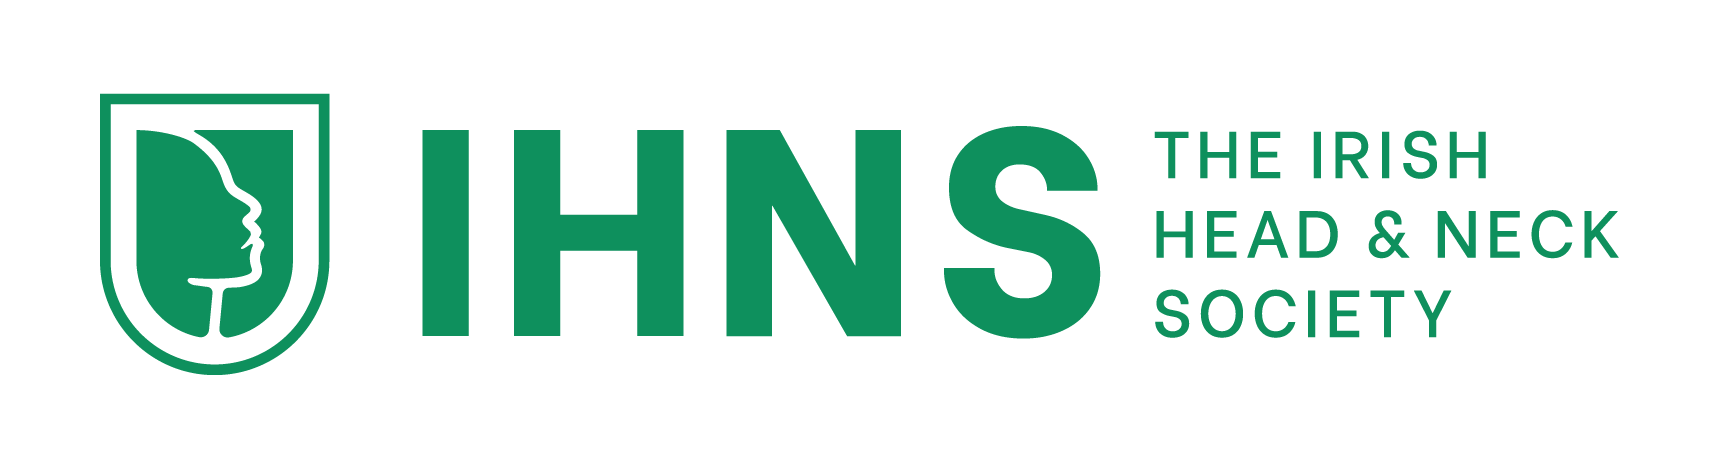 IHNS
THE IRISH
HEAD & NECK
SOCIETY